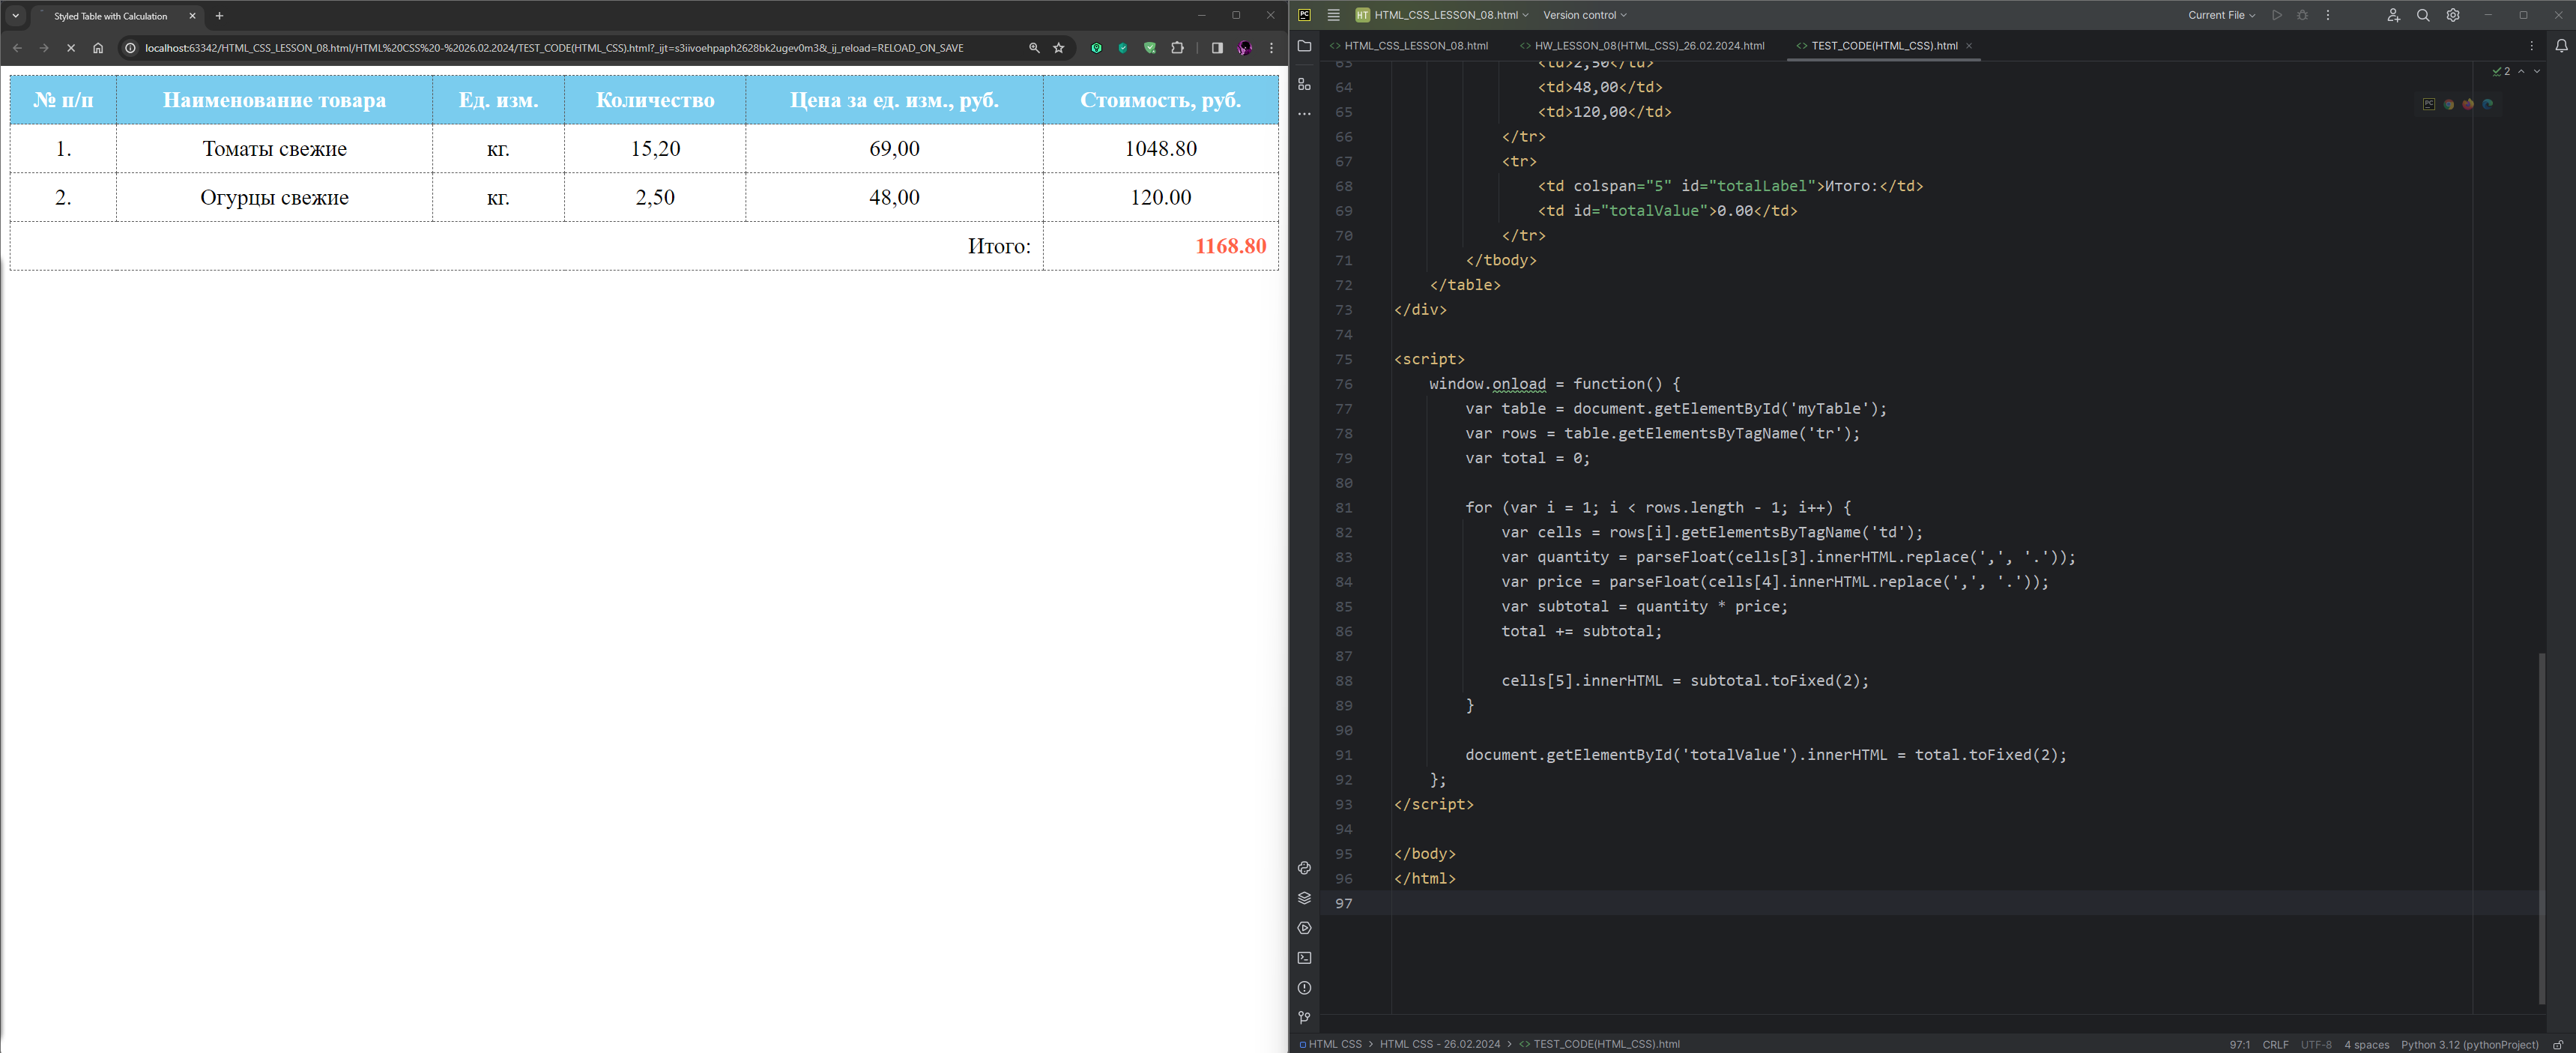 Styled Table with Calculation
localhost:63342/HTML_CSS_LESSON_08.html/HTML%20CSS%20-%2026.02.2024/TEST_CODE(HTML_CSS).html?_ijt=s3iivoehpaph2628bk2ugev0m3&_ij_reload=RELOAD_ON_SAVE
№ п/п Наименование товара Ед. изм. Количество Цена за ед. изм., руб. Стоимость, руб.
1. Томаты свежие кг. 15,20 69,00 1048.80
2. Огурцы свежие кг. 2,50 48,00 120.00
Итого: 1168.80
PC HT HTML_CSS_LESSON_08.html Version control Current File
HTML_CSS_LESSON_08.html HW_LESSON_08(HTML_CSS)_26.02.2024.html TEST_CODE(HTML_CSS).html
2
63 <td>2,50</td>
64 <td>48,00</td>
65 <td>120,00</td>
66 </tr>
67 <tr>
68 <td colspan="5" id="totalLabel">Итого:</td>
69 <td id="totalValue">0.00</td>
70 </tr>
71 </tbody>
72 </table>
73 </div>
74
75 <script>
76 window.onload = function() {
77 var table = document.getElementById('myTable');
78 var rows = table.getElementsByTagName('tr');
79 var total = 0;
80
81 for (var i = 1; i < rows.length - 1; i++) {
82 var cells = rows[i].getElementsByTagName('td');
83 var quantity = parseFloat(cells[3].innerHTML.replace(',', '.'));
84 var price = parseFloat(cells[4].innerHTML.replace(',', '.'));
85 var subtotal = quantity * price;
86 total += subtotal;
87
88 cells[5].innerHTML = subtotal.toFixed(2);
89 }
90
91 document.getElementById('totalValue').innerHTML = total.toFixed(2);
92 };
93 </script>
94
95 </body>
96 </html>
97
HTML CSS > HTML CSS - 26.02.2024 > <> TEST_CODE(HTML_CSS).html 97:1 CRLF UTF-8 4 spaces Python 3.12 (pythonProject)